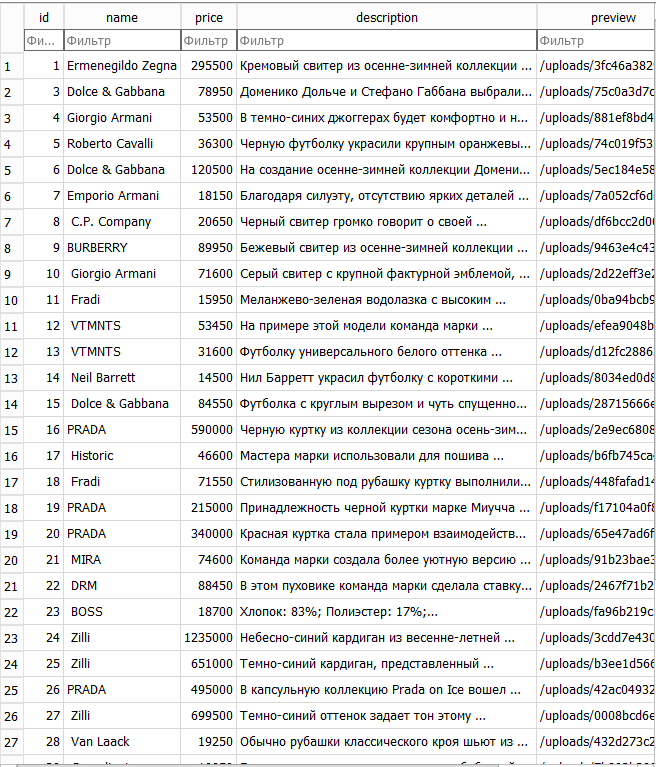 id name price description preview
Фи... Фильтр Фильтр Фильтр Фильтр
1 1 Ermenegildo Zegna 295500 Кремовый свитер из осенне-зимней коллекции ... /uploads/3fc46a382
2 3 Dolce & Gabbana 78950 Доменико Дольче и Стефано Габбана выбрали... /uploads/75c0a3d7c
3 4 Giorgio Armani 53500 В темно-синих джоггерах будет комфортно и н... /uploads/881ef8bd4
4 5 Roberto Cavalli 36300 Черную футболку украсили крупным оранжевы... /uploads/74c019f53
5 6 Dolce & Gabbana 120500 На создание осенне-зимней коллекции Домени... /uploads/5ec184e58
6 7 Emporio Armani 18150 Благодаря силуэту, отсутствию ярких деталей ... /uploads/7a052cf6d
7 8 C.P. Company 20650 Черный свитер громко говорит о своей ... /uploads/df6bcc2d0
8 9 BURBERRY 89950 Бежевый свитер из осенне-зимней коллекции ... /uploads/9463e4c43
9 10 Giorgio Armani 71600 Серый свитер с крупной фактурной эмблемой, ... /uploads/2d22eff3e2
10 11 Fradi 15950 Меланжево-зеленая водолазка с высоким ... /uploads/0ba94bcb9
11 12 VTMNTS 53450 На примере этой модели команда марки ... /uploads/efea9048b
12 13 VTMNTS 31600 Футболку универсального белого оттенка ... /uploads/d12fc2886
13 14 Neil Barrett 14500 Нил Барретт украсил футболку с короткими ... /uploads/8034ed0d8
14 15 Dolce & Gabbana 84550 Футболка с круглым вырезом и чуть спущенно... /uploads/28715666e
15 16 PRADA 590000 Черную куртку из коллекции сезона осень-зим... /uploads/2e9ec6808
16 17 Historic 46600 Мастера марки использовали для пошива ... /uploads/b6fb745ca
17 18 Fradi 71550 Стилизованную под рубашку куртку выполнили... /uploads/448fafad14
18 19 PRADA 215000 Принадлежность черной куртки марке Миучча ... /uploads/f17104a0f8
19 20 PRADA 340000 Красная куртка стала примером взаимодейств... /uploads/65e47ad6f
20 21 MIRA 74600 Команда марки создала более уютную версию ... /uploads/91b23bae3
21 22 DRM 88450 В этом пуховике команда марки сделала ставку... /uploads/2467f71b2
22 23 BOSS 18700 Хлопок: 83%; Полиэстер: 17%;... /uploads/fa96b219c
23 24 Zilli 1235000 Небесно-синий кардиган из весенне-летней ... /uploads/3cdd7e430
24 25 Zilli 651000 Темно-синий кардиган, представленный ... /uploads/b3ee1d566
25 26 PRADA 495000 В капсульную коллекцию Prada on Ice вошел ... /uploads/42ac04932
26 27 Zilli 699500 Темно-синий оттенок задает тон этому ... /uploads/0008bcd6e
27 28 Van Laack 19250 Обычно рубашки классического кроя шьют из ... /uploads/432d273c2